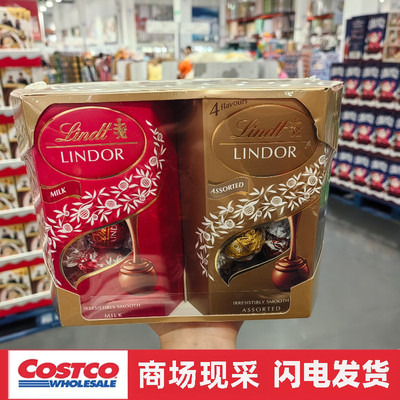 Lindt
LINDOR
MILK
LINDOR
IRRESISTIBLY SMOOTH
MILK
4 flavours
Lindt
LINDOR
ASSORTED
IRRESISTIBLY SMOOTH
ASSORTED
COSTCO
WHOLESALE
商场现采 闪电发货